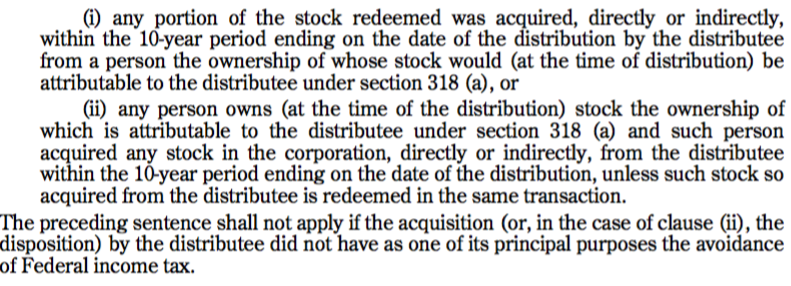 (i) any portion of the stock redeemed was acquired, directly or indirectly,
within the 10-year period ending on the date of the distribution by the distributee
from a person the ownership of whose stock would (at the time of distribution) be
attributable to the distributee under section 318 (a), or
(ii) any person owns (at the time of the distribution) stock the ownership of
which is attributable to the distributee under section 318 (a) and such person
acquired any stock in the corporation, directly or indirectly, from the distributee
within the 10-year period ending on the date of the distribution, unless such stock so
acquired from the distributee is redeemed in the same transaction.
The preceding sentence shall not apply if the acquisition (or, in the case of clause (ii), the
disposition) by the distributee did not have as one of its principal purposes the avoidance
of Federal income tax.